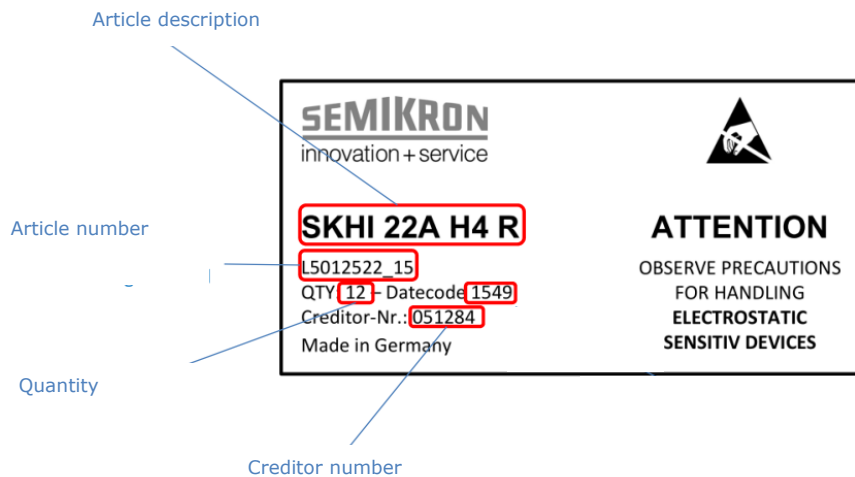 Article description
SEMIKRON
innovation+service
SKHI 22A H4 R
ATTENTION
Article number
L5012522_15
OBSERVE PRECAUTIONS
QTY: 12 – Datecode 1549
FOR HANDLING
Creditor-Nr.: 051284
ELECTROSTATIC
Made in Germany
SENSITIV DEVICES
Quantity
Creditor number